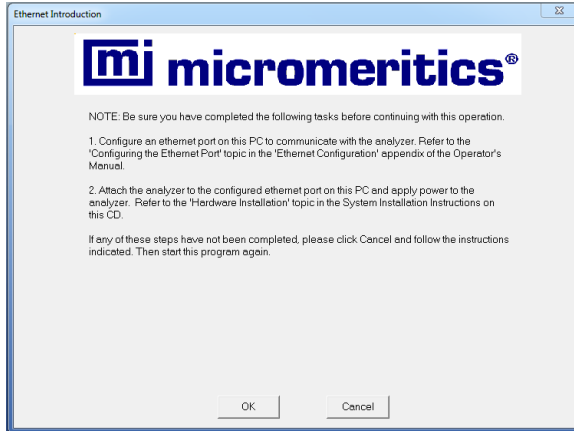 Ethernet Introduction
mi micromeritics®
NOTE: Be sure you have completed the following tasks before continuing with this operation.
1. Configure an ethernet port on this PC to communicate with the analyzer. Refer to the
'Configuring the Ethernet Port' topic in the 'Ethernet Configuration' appendix of the Operator's
Manual.
2. Attach the analyzer to the configured ethernet port on this PC and apply power to the
analyzer. Refer to the 'Hardware Installation' topic in the System Installation Instructions on
this CD.
If any of these steps have not been completed, please click Cancel and follow the instructions
indicated. Then start this program again.
OK
Cancel